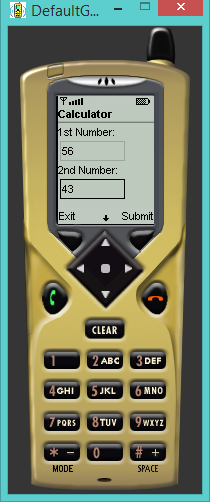 DefaultG...
Calculator
1st Number:
56
2nd Number:
43
Exit Submit
CLEAR
1 2 ABC 3 DEF
4 GHI 5 JKL 6 MNO
7 PQRS 8 TUV 9 WXYZ
* - 0 # +
MODE SPACE